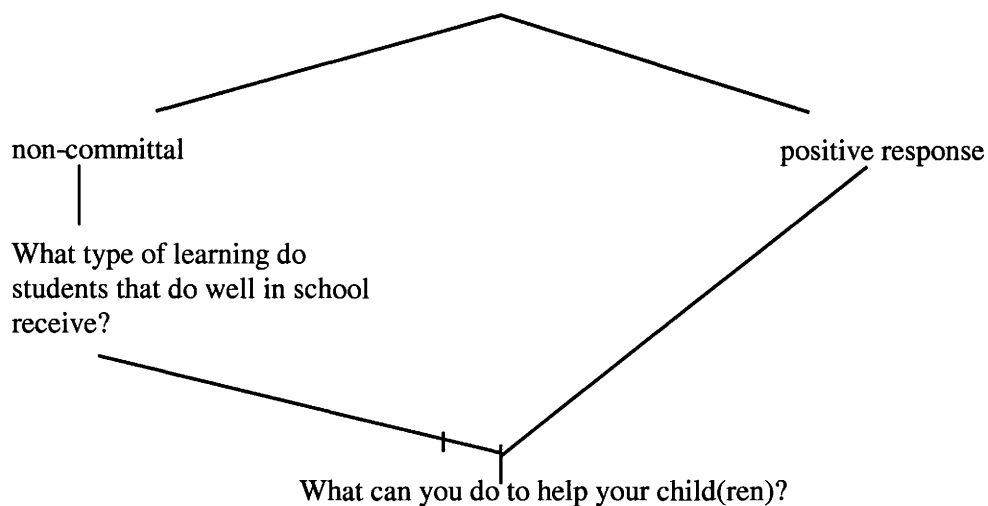 non-committal
positive response
What type of learning do
students that do well in school
receive?
What can you do to help your child(ren)?